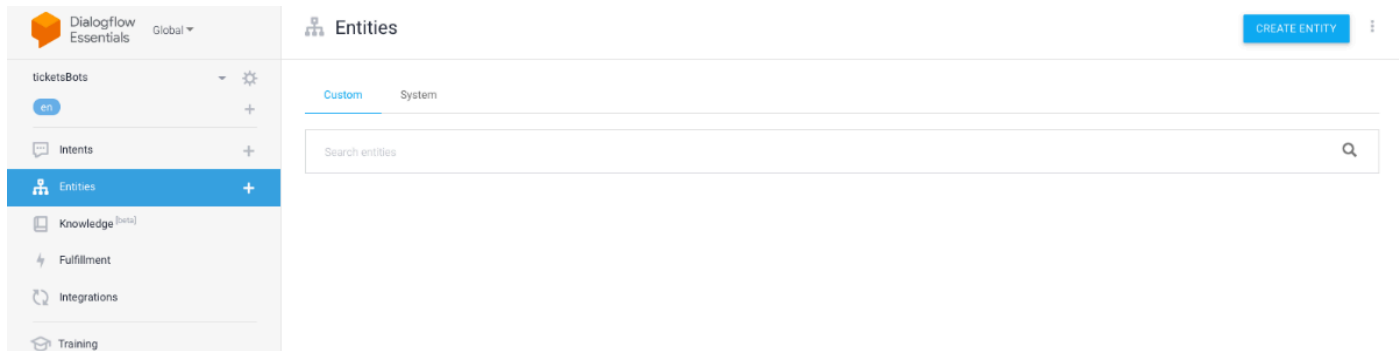 Dialogflow
Essentials
Global
Entities
CREATE ENTITY
ticketsBots
en
Custom
System
Search entities
Intents
Entities
Knowledge [beta]
Fulfillment
Integrations
Training